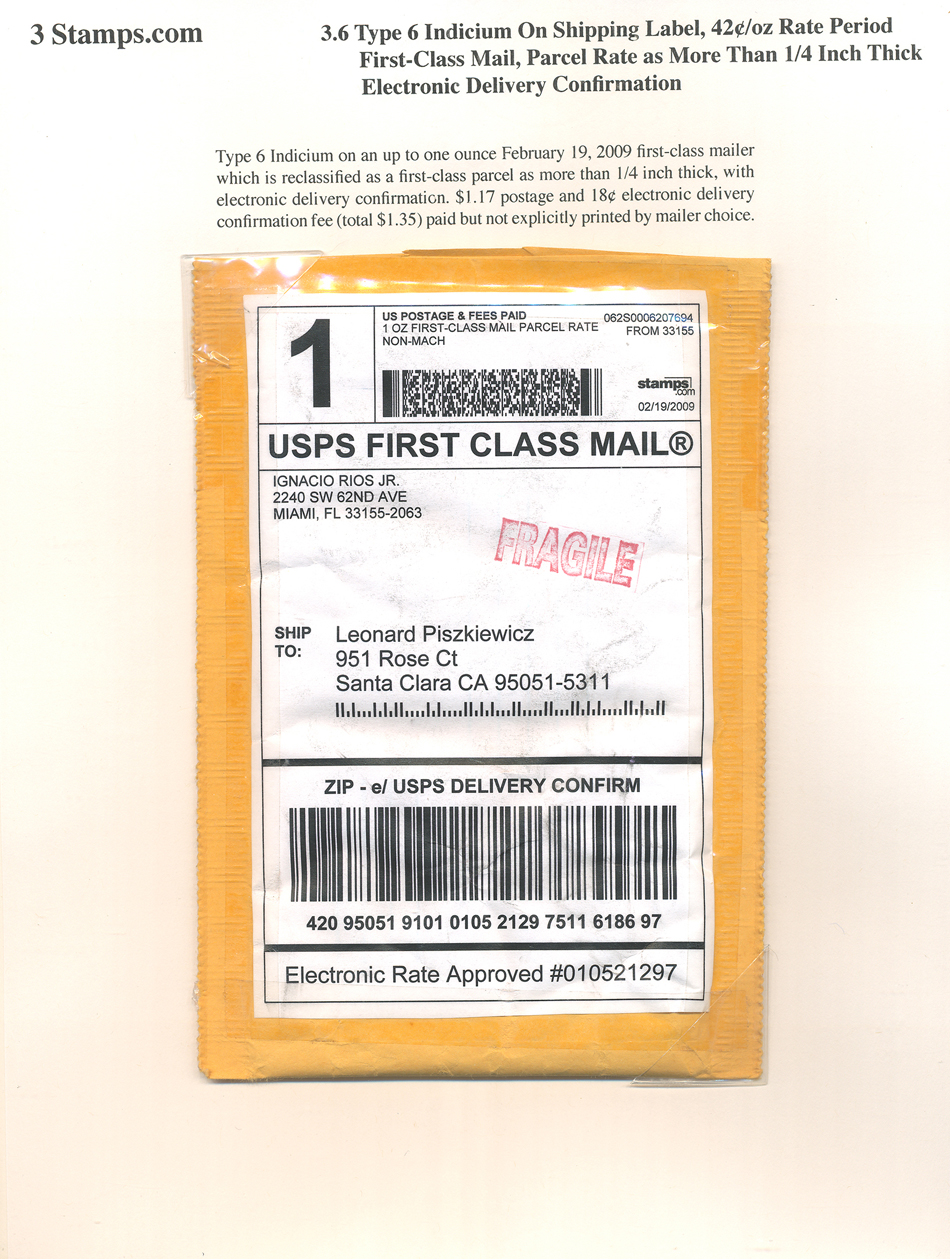 3 Stamps.com
3.6 Type 6 Indicium On Shipping Label, 42¢/oz Rate Period
First-Class Mail, Parcel Rate as More Than 1/4 Inch Thick
Electronic Delivery Confirmation
Type 6 Indicium on an up to one ounce February 19, 2009 first-class mailer
which is reclassified as a first-class parcel as more than 1/4 inch thick, with
electronic delivery confirmation. $1.17 postage and 18¢ electronic delivery
confirmation fee (total $1.35) paid but not explicitly printed by mailer choice.
1
US POSTAGE & FEES PAID
1 OZ FIRST-CLASS MAIL PARCEL RATE
NON-MACH
062S0006207694
FROM 33155
stamps
.com
02/19/2009
USPS FIRST CLASS MAIL®
IGNACIO RIOS JR.
2240 SW 62ND AVE
MIAMI, FL 33155-2063
FRAGILE
SHIP
TO:
Leonard Piszkiewicz
951 Rose Ct
Santa Clara CA 95051-5311
ZIP - e/ USPS DELIVERY CONFIRM
420 95051 9101 0105 2129 7511 6186 97
Electronic Rate Approved #010521297